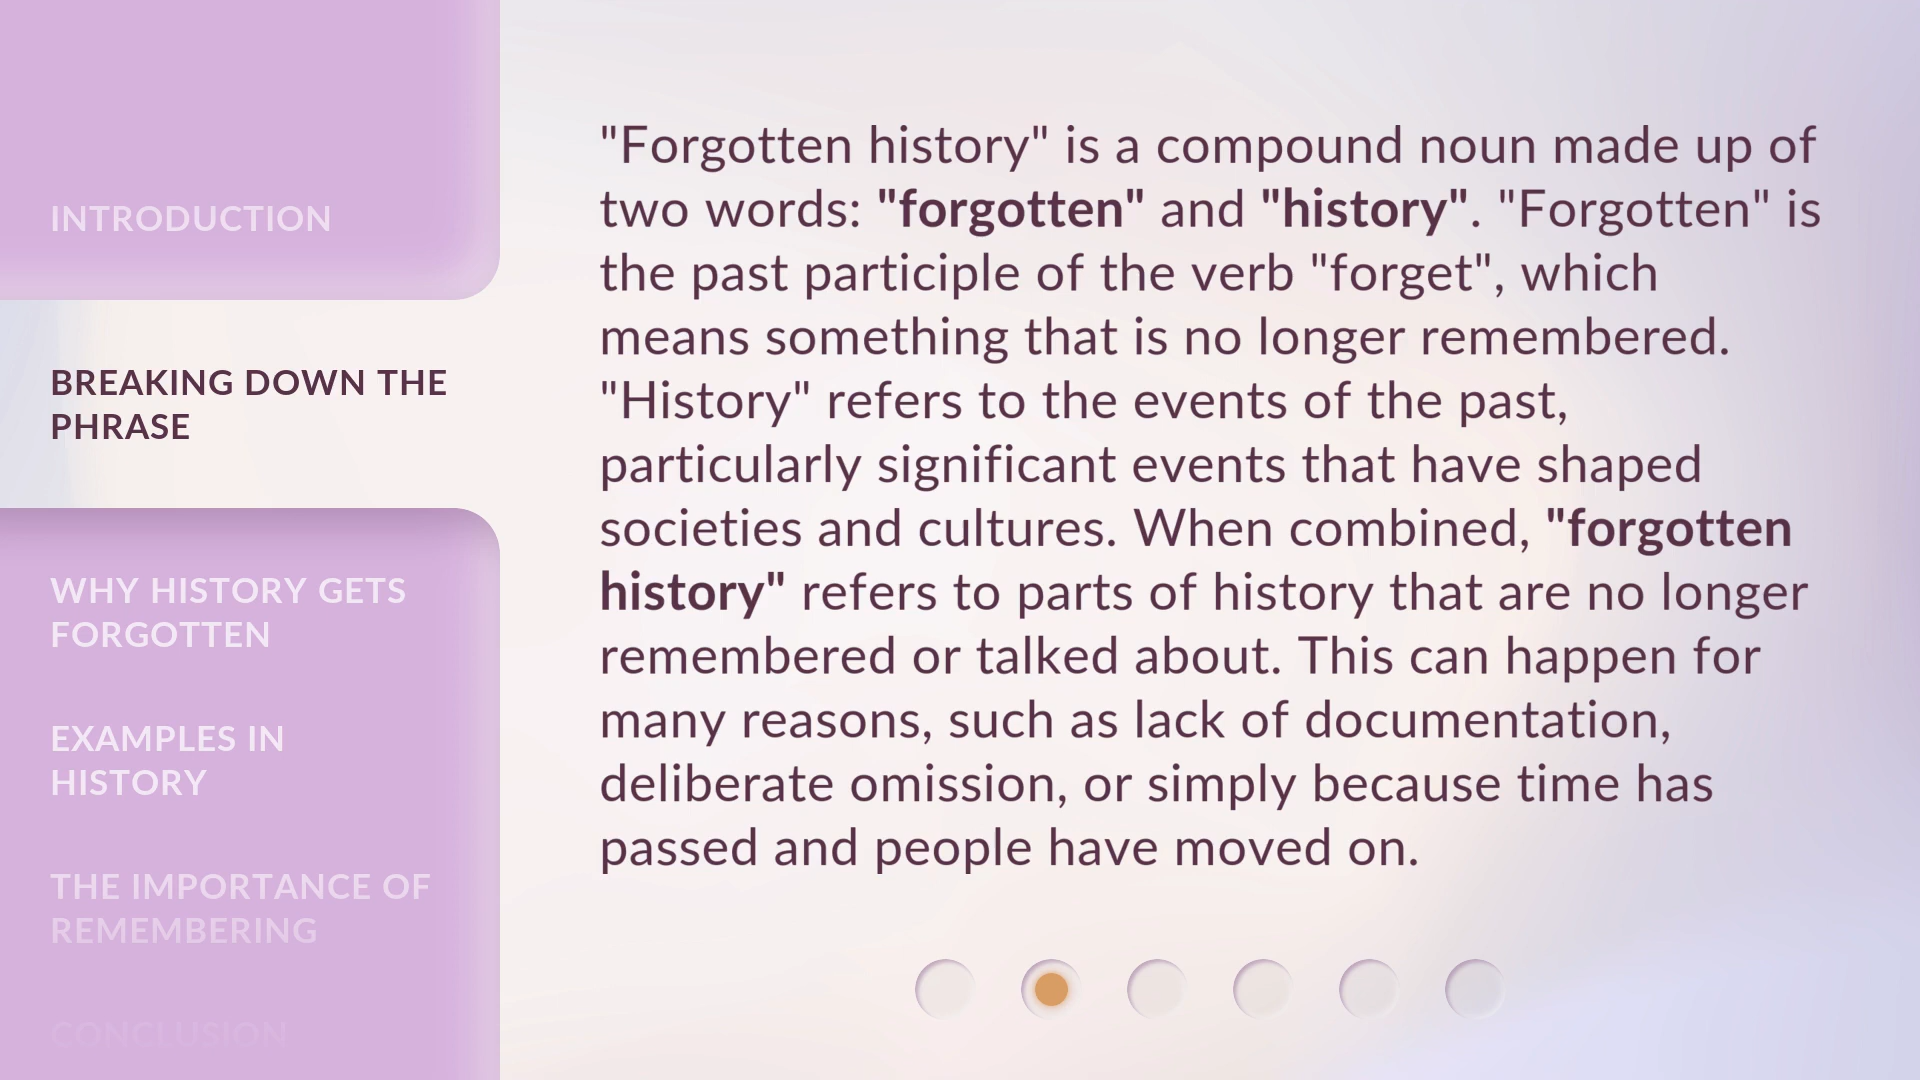 INTRODUCTION
BREAKING DOWN THE
PHRASE
WHY HISTORY GETS
FORGOTTEN
EXAMPLES IN
HISTORY
THE IMPORTANCE OF
REMEMBERING
CONCLUSION
"Forgotten history" is a compound noun made up of
two words: "forgotten" and "history". "Forgotten" is
the past participle of the verb "forget", which
means something that is no longer remembered.
"History" refers to the events of the past,
particularly significant events that have shaped
societies and cultures. When combined, "forgotten
history" refers to parts of history that are no longer
remembered or talked about. This can happen for
many reasons, such as lack of documentation,
deliberate omission, or simply because time has
passed and people have moved on.